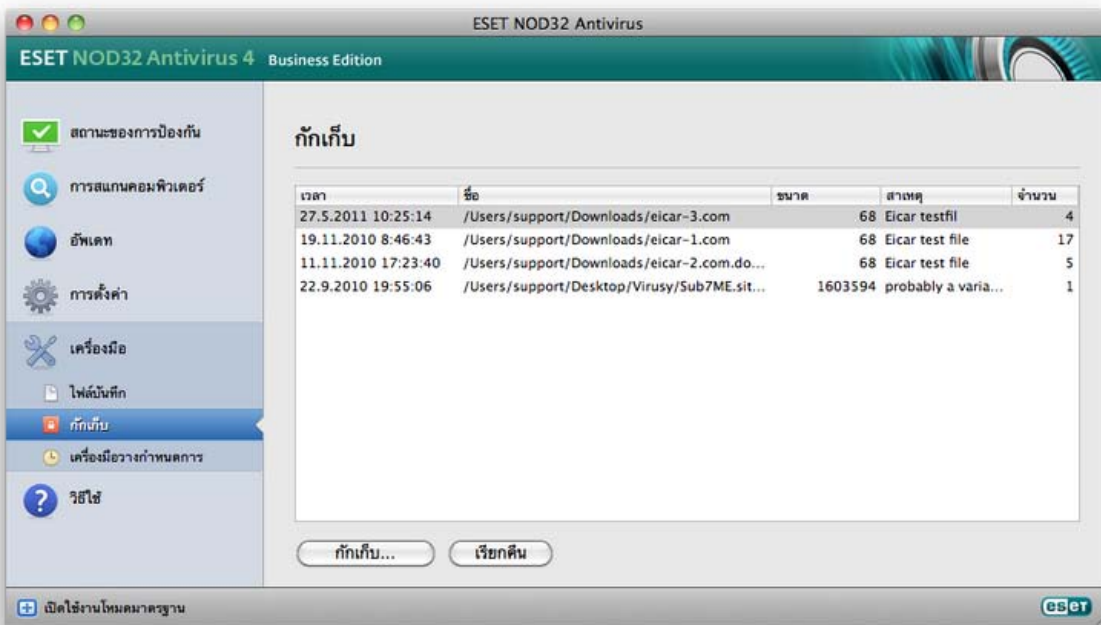 ESET NOD32 Antivirus
ESET NOD32 Antivirus 4 Business Edition
สถานะของการป้องกัน
การสแกนคอมพิวเตอร์
อัพเดท
การตั้งค่า
เครื่องมือ
ไฟล์บันทึก
กักเก็บ
เครื่องมือวางกำหนดการ
วิธีใช้
กักเก็บ
เวลา ชื่อ ขนาด สาเหตุ จำนวน
27.5.2011 10:25:14 /Users/support/Downloads/eicar-3.com 68 Eicar testfil 4
19.11.2010 8:46:43 /Users/support/Downloads/eicar-1.com 68 Eicar test file 17
11.11.2010 17:23:40 /Users/support/Downloads/eicar-2.com.do... 68 Eicar test file 5
22.9.2010 19:55:06 /Users/support/Desktop/Virusy/Sub7ME.sit... 1603594 probably a varia... 1
กักเก็บ... เรียกคืน
เปิดใช้งานโหมดมาตรฐาน
eset